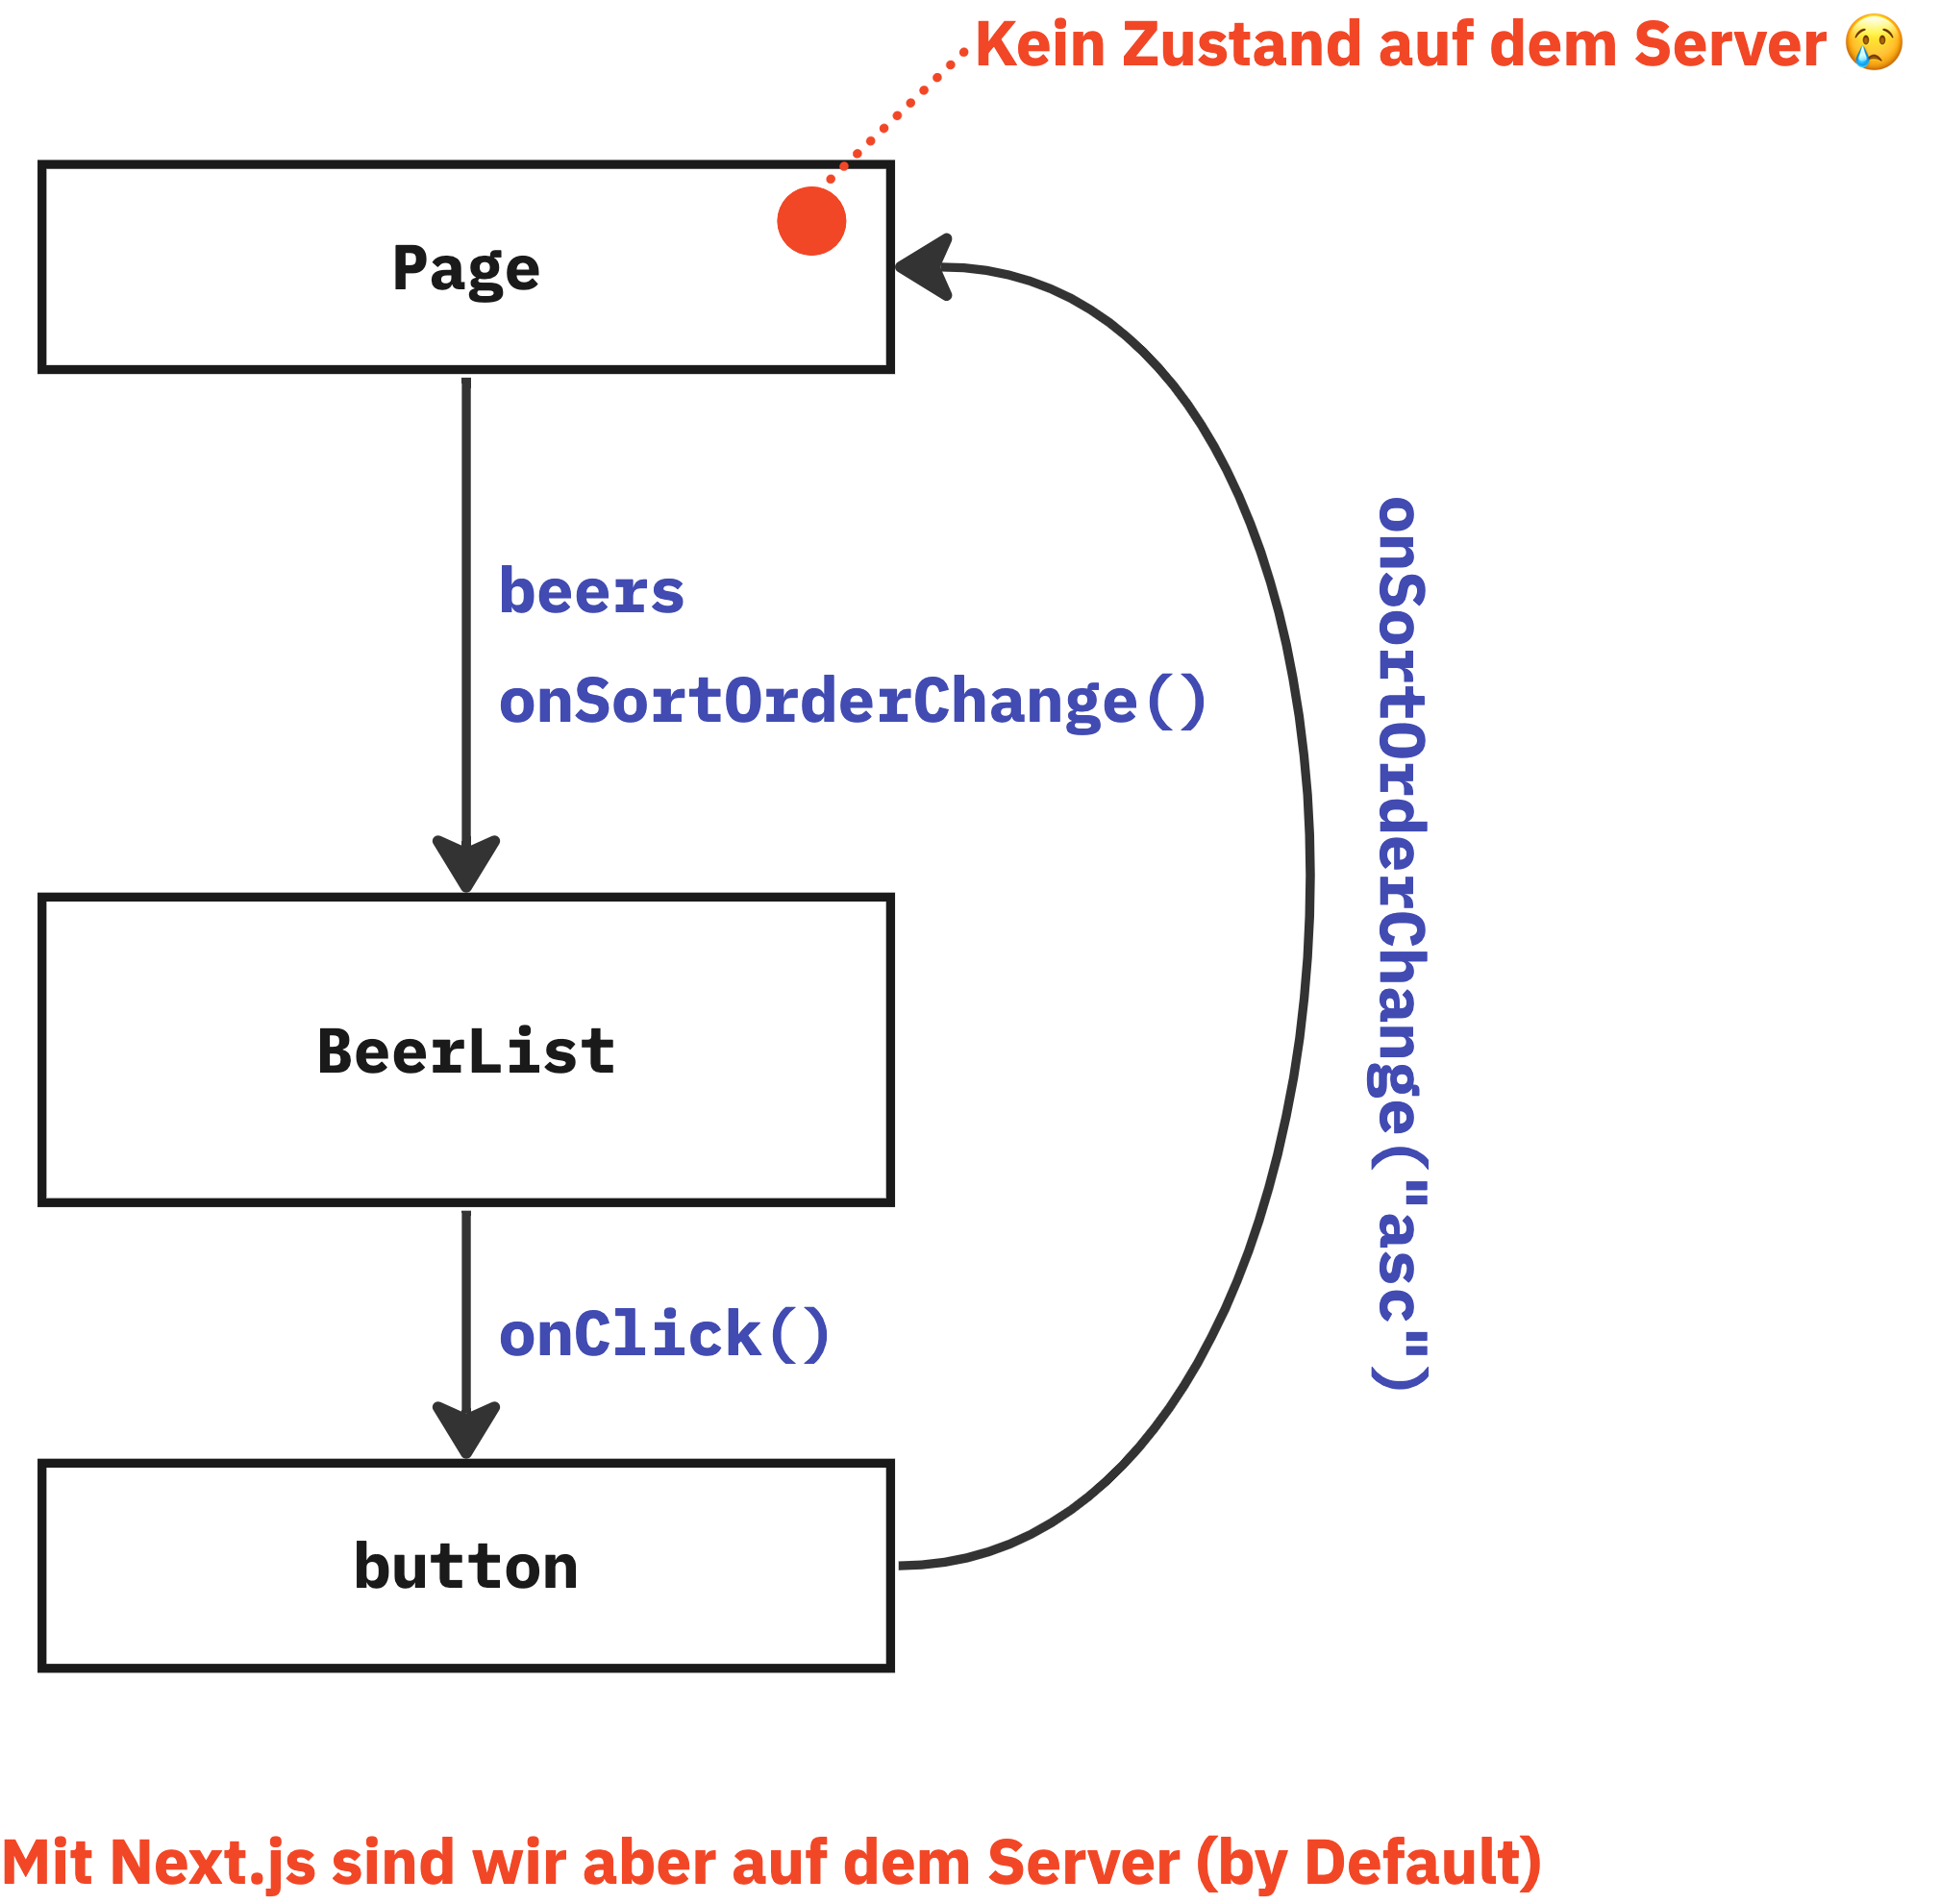 Kein Zustand auf dem Server 😢
Page
beers
onSortOrderChange()
onSortOrderChange("asc")
BeerList
onClick()
button
Mit Next.js sind wir aber auf dem Server (by Default)